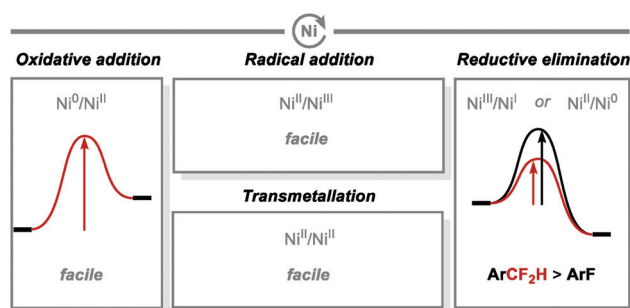 Ni
Oxidative addition
Radical addition
Reductive elimination
Ni⁰/Niᴵᴵ
facile
Niᴵᴵ/Niᴵᴵᴵ
facile
Transmetallation
Niᴵᴵ/Niᴵᴵ
facile
Niᴵᴵᴵ/Niᴵ or Niᴵᴵ/Ni⁰
ArCF₂H > ArF